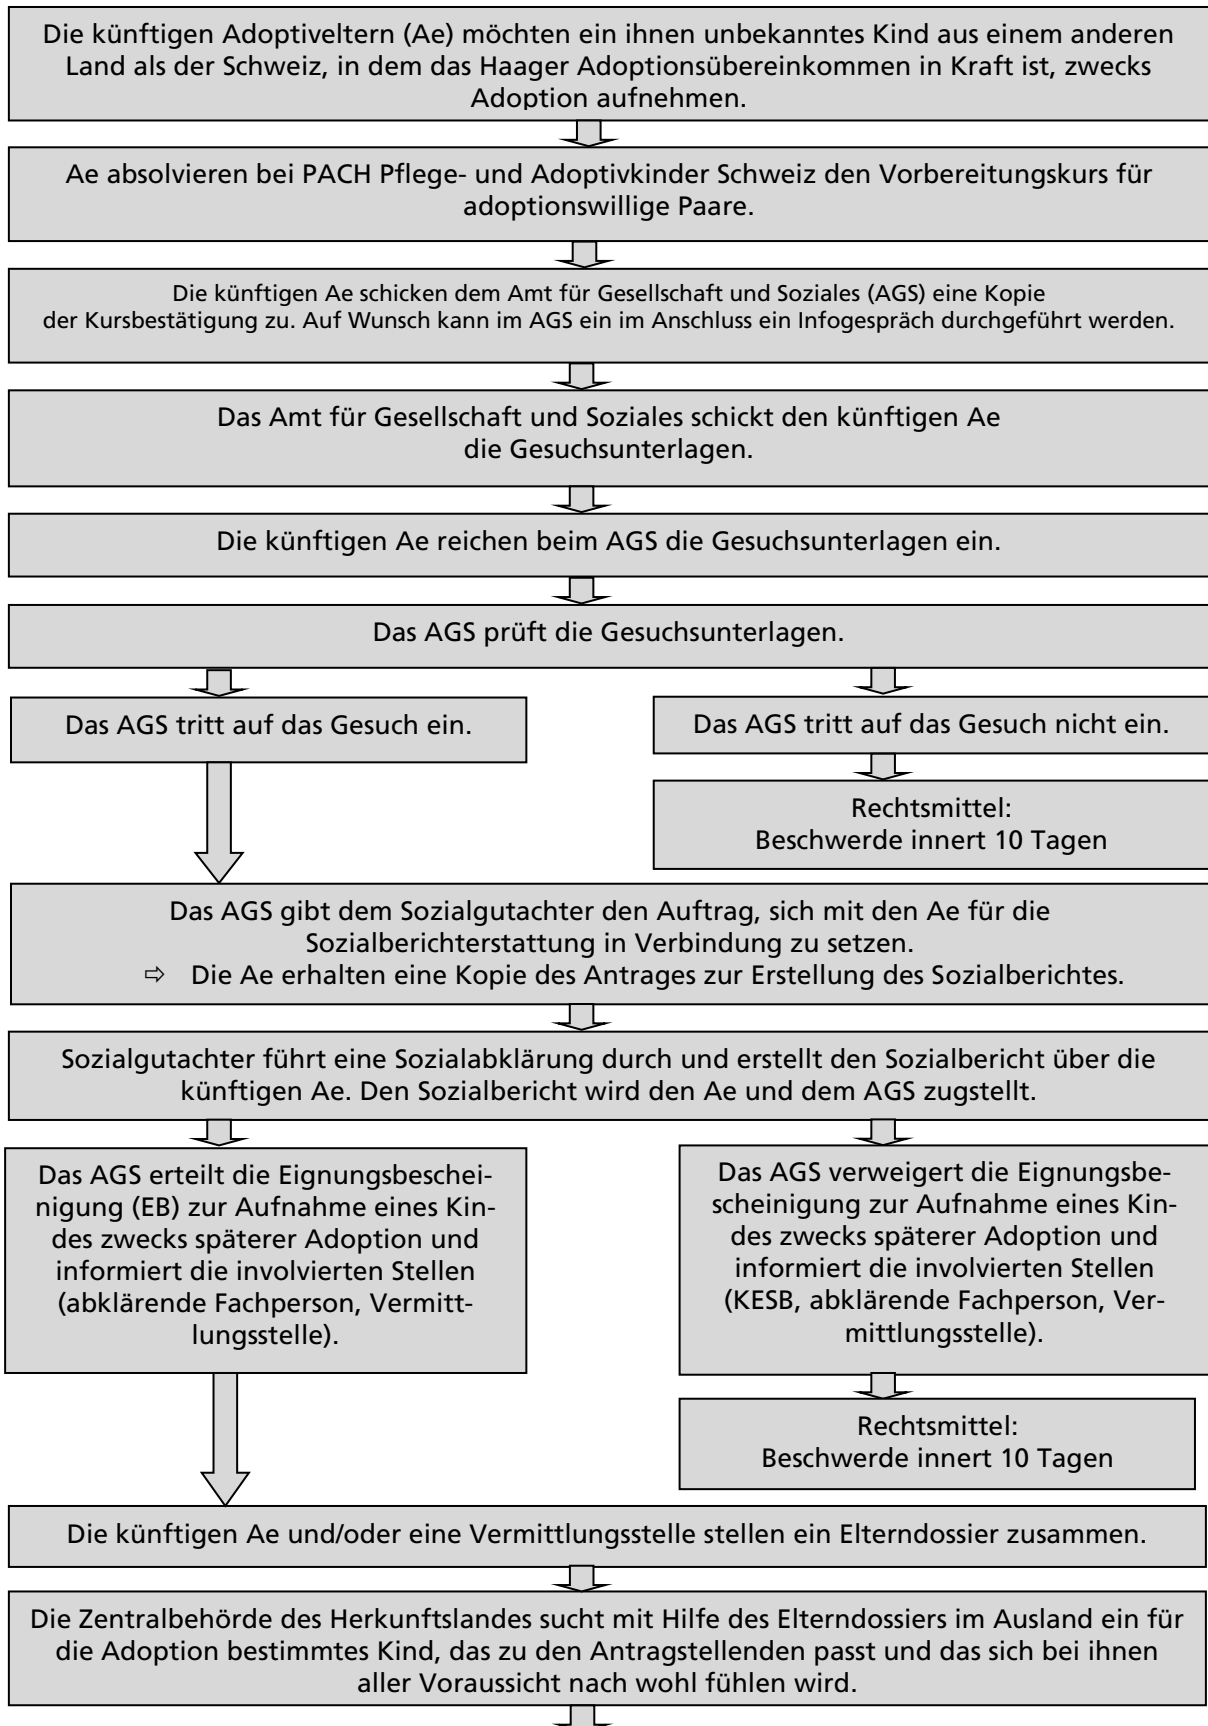 Die künftigen Adoptiveltern (Ae) möchten ein ihnen unbekanntes Kind aus einem anderen
Land als der Schweiz, in dem das Haager Adoptionsübereinkommen in Kraft ist, zwecks
Adoption aufnehmen.
Ae absolvieren bei PACH Pflege- und Adoptivkinder Schweiz den Vorbereitungskurs für
adoptionswillige Paare.
Die künftigen Ae schicken dem Amt für Gesellschaft und Soziales (AGS) eine Kopie
der Kursbestätigung zu. Auf Wunsch kann im AGS ein im Anschluss ein Infogespräch durchgeführt werden.
Das Amt für Gesellschaft und Soziales schickt den künftigen Ae
die Gesuchsunterlagen.
Die künftigen Ae reichen beim AGS die Gesuchsunterlagen ein.
Das AGS prüft die Gesuchsunterlagen.
Das AGS tritt auf das Gesuch ein.
Das AGS tritt auf das Gesuch nicht ein.
Rechtsmittel:
Beschwerde innert 10 Tagen
Das AGS gibt dem Sozialgutachter den Auftrag, sich mit den Ae für die
Sozialberichterstattung in Verbindung zu setzen.
⇨ Die Ae erhalten eine Kopie des Antrages zur Erstellung des Sozialberichtes.
Sozialgutachter führt eine Sozialabklärung durch und erstellt den Sozialbericht über die
künftigen Ae. Den Sozialbericht wird den Ae und dem AGS zugstellt.
Das AGS erteilt die Eignungsbeschei-
nigung (EB) zur Aufnahme eines Kin-
des zwecks späterer Adoption und
informiert die involvierten Stellen
(abklärende Fachperson, Vermitt-
lungsstelle).
Das AGS verweigert die Eignungsbe-
scheinigung zur Aufnahme eines Kin-
des zwecks späterer Adoption und
informiert die involvierten Stellen
(KESB, abklärende Fachperson, Ver-
mittlungsstelle).
Rechtsmittel:
Beschwerde innert 10 Tagen
Die künftigen Ae und/oder eine Vermittlungsstelle stellen ein Elterndossier zusammen.
Die Zentralbehörde des Herkunftslandes sucht mit Hilfe des Elterndossiers im Ausland ein für
die Adoption bestimmtes Kind, das zu den Antragstellenden passt und das sich bei ihnen
aller Voraussicht nach wohl fühlen wird.